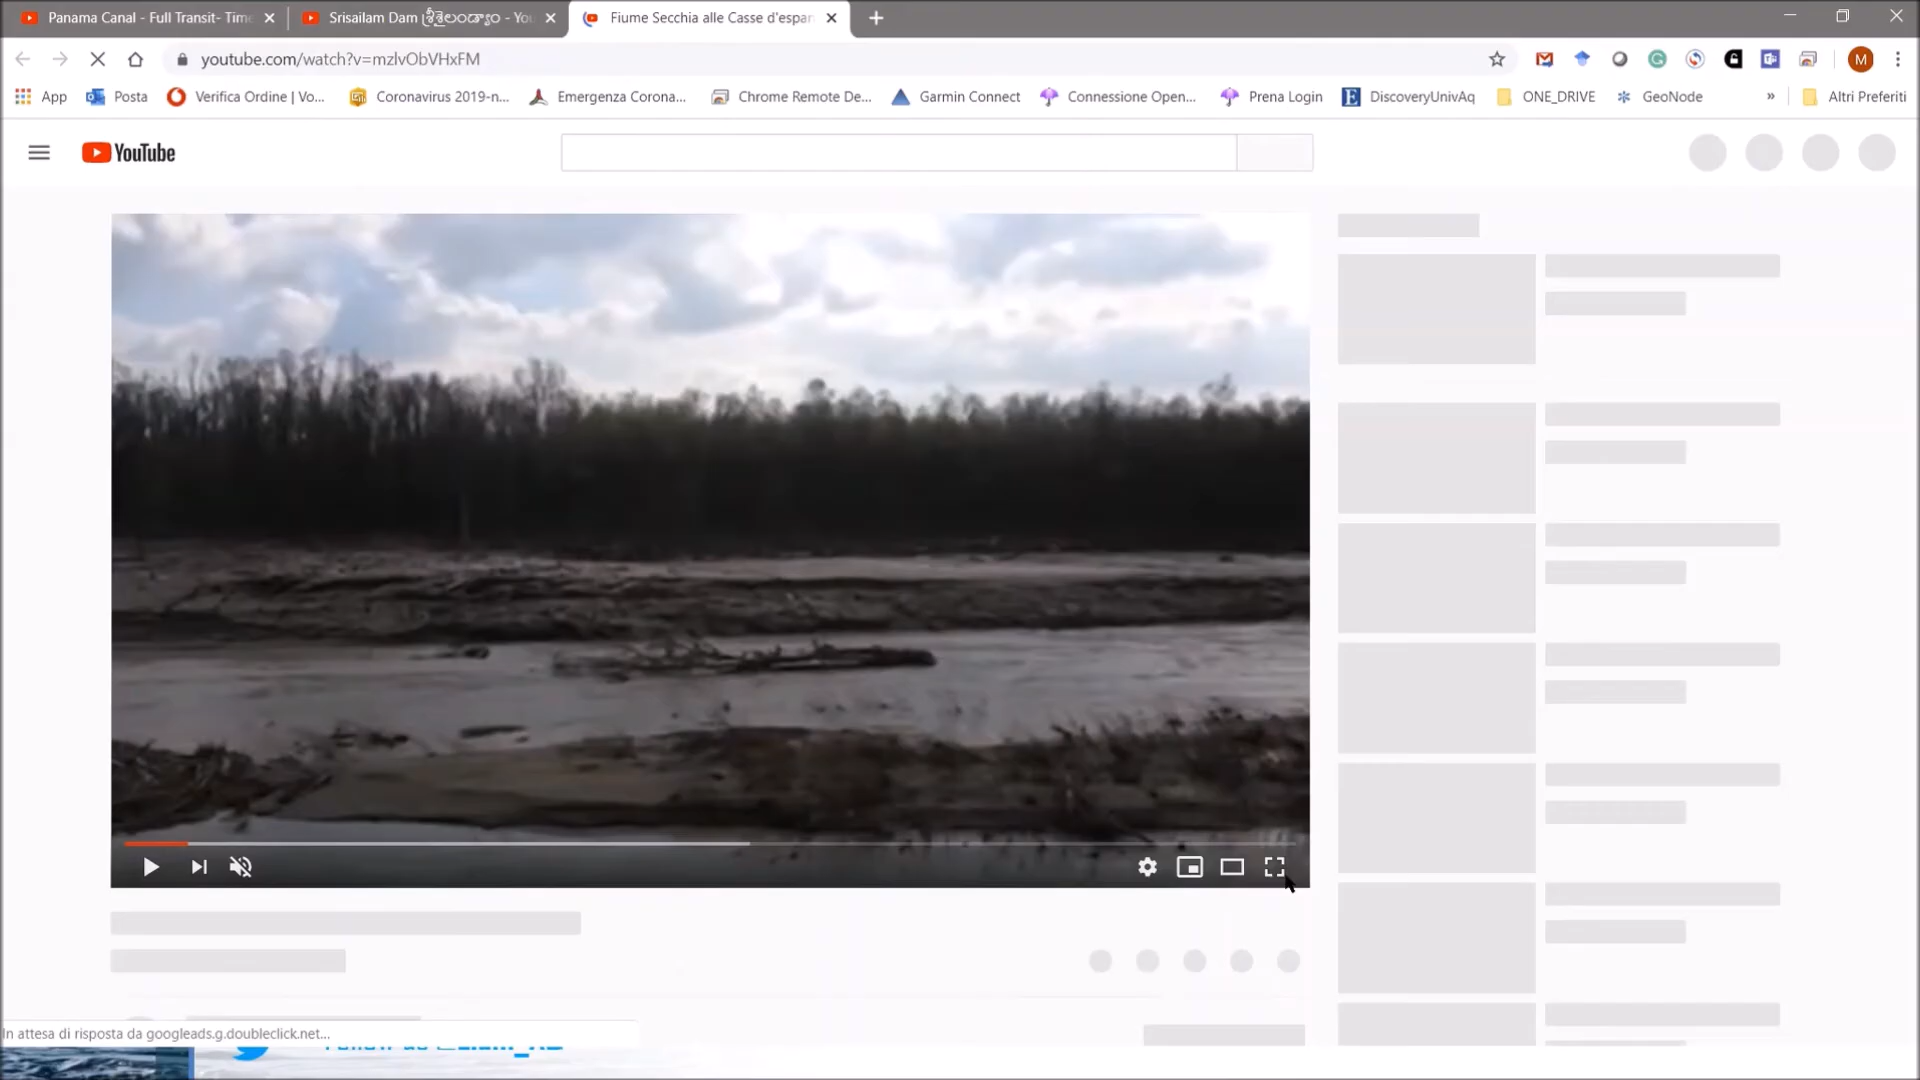 Panama Canal - Full Transit- Time
Srisailam Dam - You
Fiume Secchia alle Casse d'espan
youtube.com/watch?v=mzlvObVHxFM
M
App
Posta
Verifica Ordine | Vo...
Coronavirus 2019-n...
Emergenza Corona...
Chrome Remote De...
Garmin Connect
Connessione Open...
Prena Login
DiscoveryUnivAq
ONE_DRIVE
GeoNode
»
Altri Preferiti
YouTube
In attesa di risposta da googleads.g.doubleclick.net...